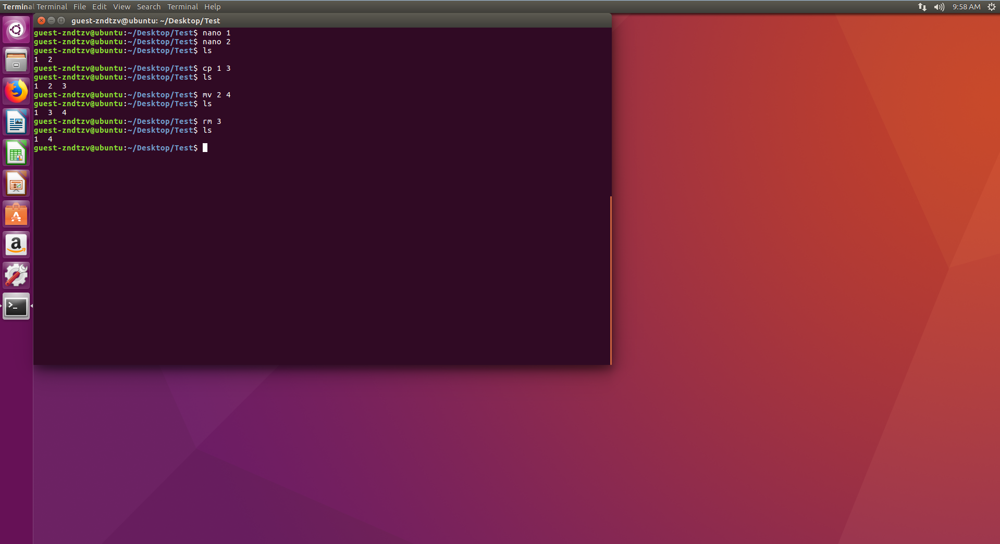 Terminal Terminal File Edit View Search Terminal Help 9:58 AM
guest-zndtzv@ubuntu: ~/Desktop/Test
guest-zndtzv@ubuntu:~/Desktop/Test$ nano 1
guest-zndtzv@ubuntu:~/Desktop/Test$ nano 2
guest-zndtzv@ubuntu:~/Desktop/Test$ ls
1  2
guest-zndtzv@ubuntu:~/Desktop/Test$ cp 1 3
guest-zndtzv@ubuntu:~/Desktop/Test$ ls
1  2  3
guest-zndtzv@ubuntu:~/Desktop/Test$ mv 2 4
guest-zndtzv@ubuntu:~/Desktop/Test$ ls
1  3  4
guest-zndtzv@ubuntu:~/Desktop/Test$ rm 3
guest-zndtzv@ubuntu:~/Desktop/Test$ ls
1  4
guest-zndtzv@ubuntu:~/Desktop/Test$